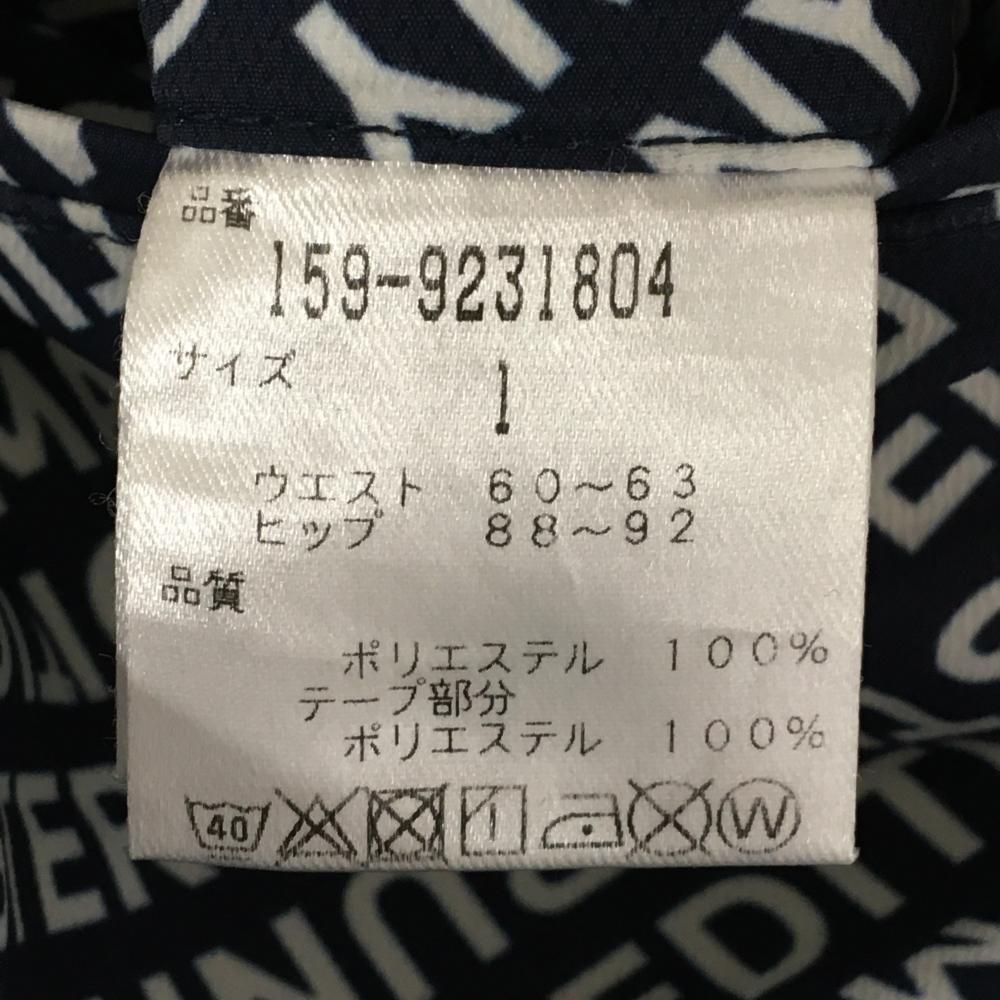 品番
159-9231804
サイズ
1
ウエスト 60~63
ヒップ 88~92
品質
ポリエステル 100%
テープ部分
ポリエステル 100%
40
W